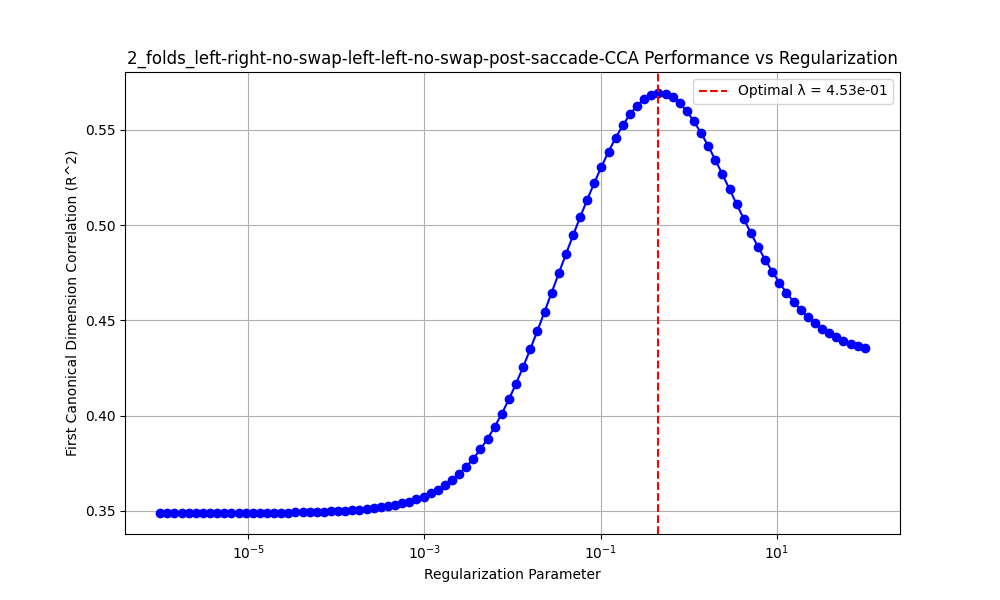 2_folds_left-right-no-swap-left-left-no-swap-post-saccade-CCA Performance vs Regularization
Optimal λ = 4.53e-01
First Canonical Dimension Correlation (R^2)
0.55
0.50
0.45
0.40
0.35
10⁻⁵
10⁻³
10⁻¹
10¹
Regularization Parameter